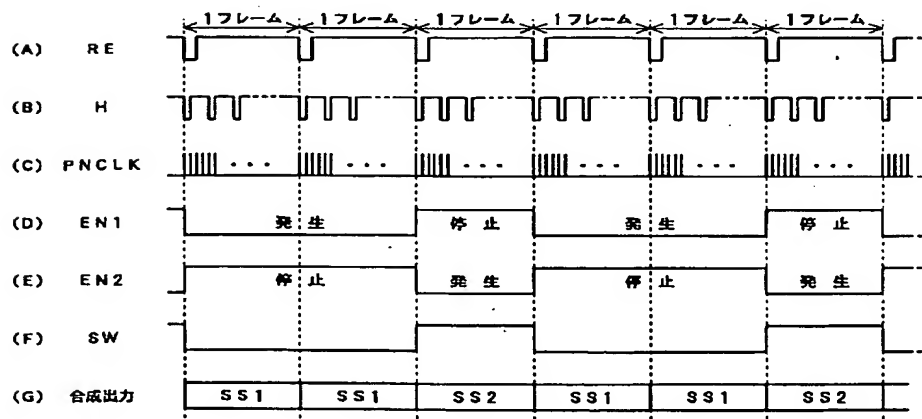 1フレーム 1フレーム 1フレーム 1フレーム 1フレーム 1フレーム
(A) RE
(B) H
(C) PNCLK
(D) EN1 発生 停止 発生 停止
(E) EN2 停止 発生 停止 発生
(F) SW
(G) 合成出力 SS1 SS1 SS2 SS1 SS1 SS2